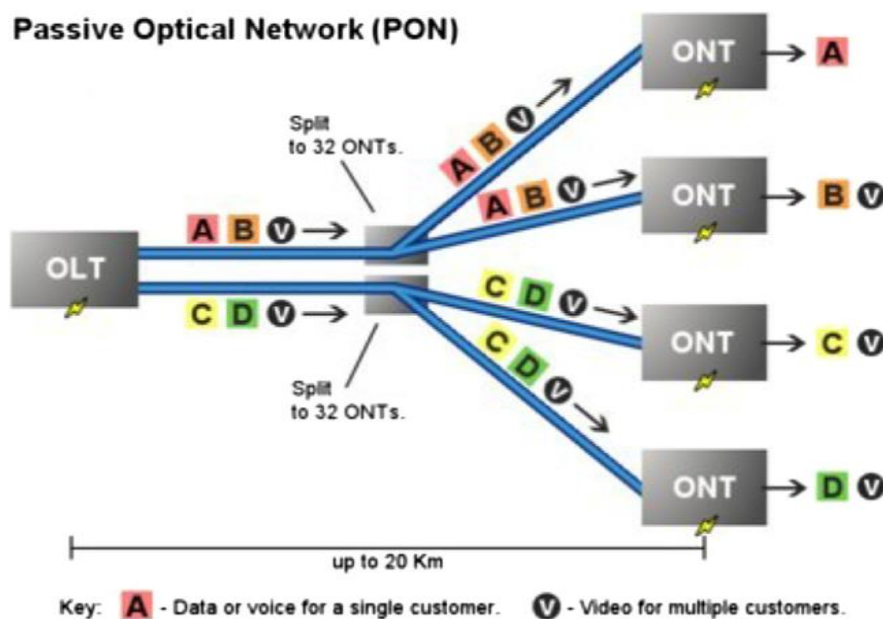 Passive Optical Network (PON)
ONT
A
Split
to 32 ONTs.
A B V
ONT
B V
A B V
A B V
OLT
C D V
C D V
ONT
C V
C D V
Split
to 32 ONTs.
ONT
D V
up to 20 Km
Key: A - Data or voice for a single customer. V - Video for multiple customers.